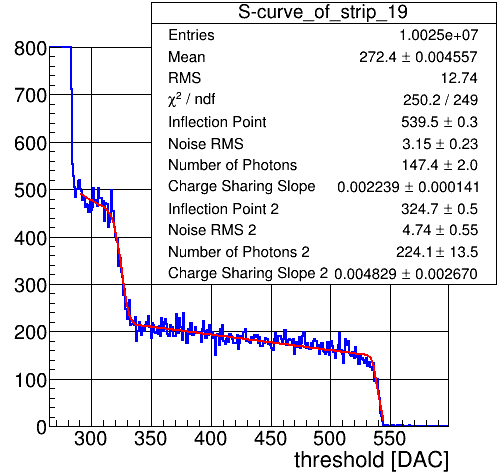 S-curve_of_strip_19
Entries 1.0025e+07
Mean 272.4 ± 0.004557
RMS 12.74
χ² / ndf 250.2 / 249
Inflection Point 539.5 ± 0.3
Noise RMS 3.15 ± 0.23
Number of Photons 147.4 ± 2.0
Charge Sharing Slope 0.002239 ± 0.000141
Inflection Point 2 324.7 ± 0.5
Noise RMS 2 4.74 ± 0.55
Number of Photons 2 224.1 ± 13.5
Charge Sharing Slope 2 0.004829 ± 0.002670
800
700
600
500
400
300
200
100
0
300 350 400 450 500 550
threshold [DAC]